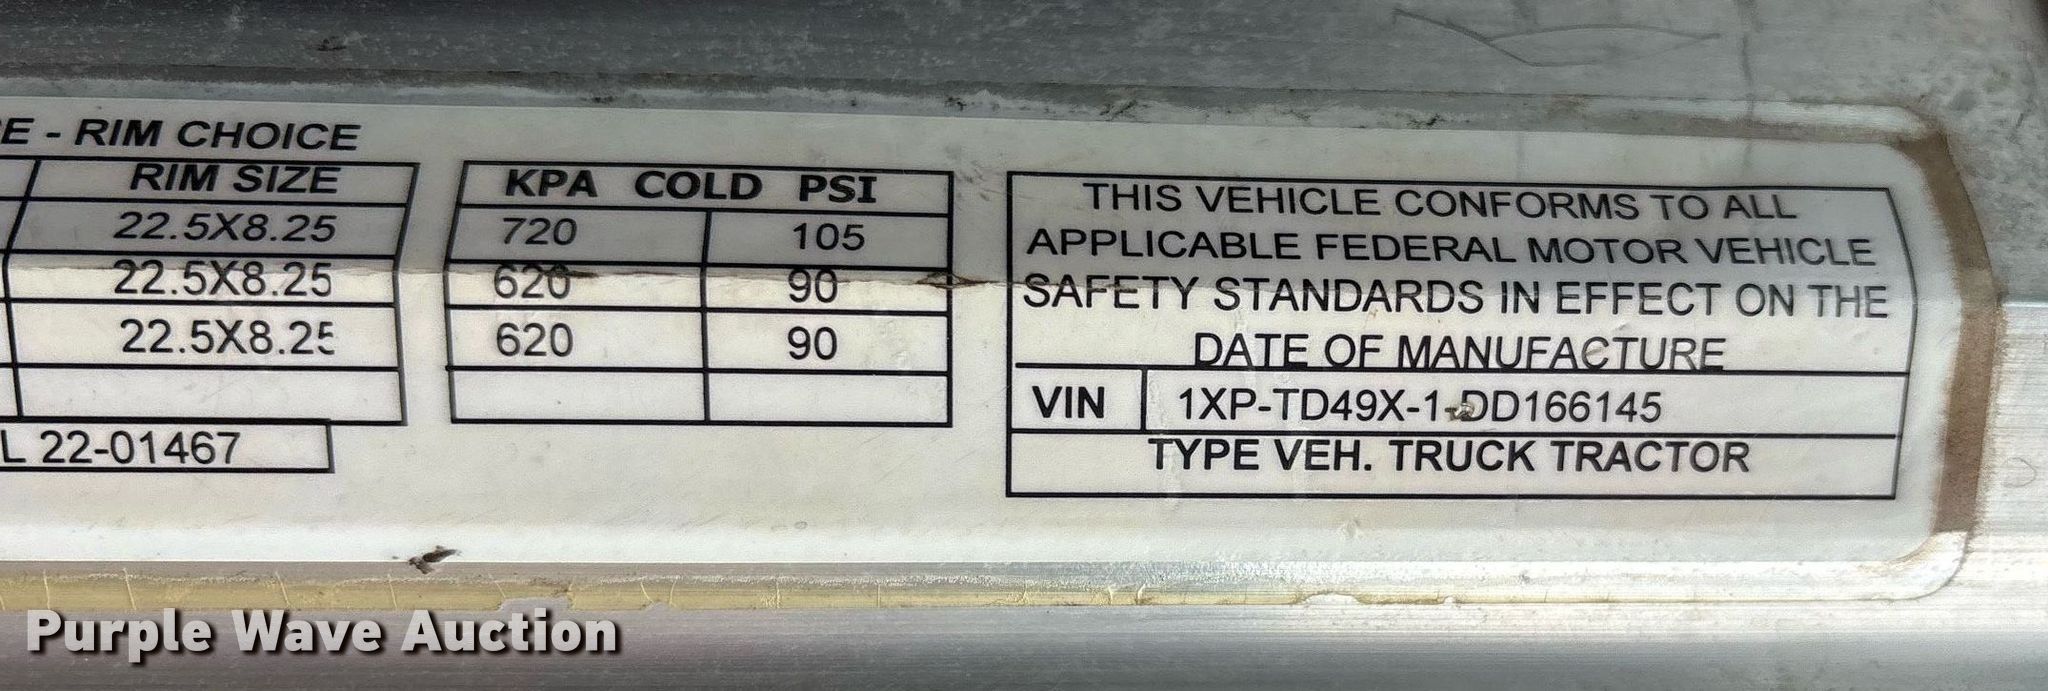 E - RIM CHOICE
RIM SIZE
22.5X8.25
22.5X8.25
22.5X8.25
L 22-01467
KPA COLD PSI
720 105
620 90
620 90
THIS VEHICLE CONFORMS TO ALL
APPLICABLE FEDERAL MOTOR VEHICLE
SAFETY STANDARDS IN EFFECT ON THE
DATE OF MANUFACTURE
VIN 1XP-TD49X-1-DD166145
TYPE VEH. TRUCK TRACTOR
Purple Wave Auction